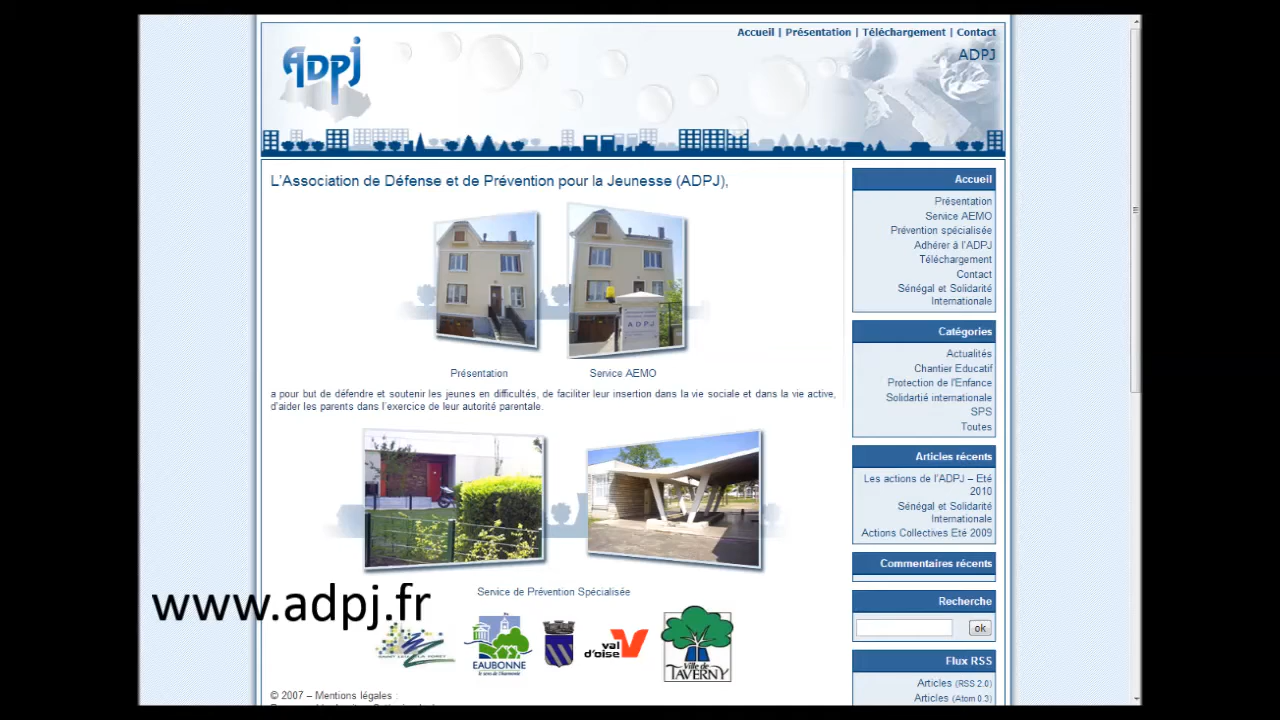 Accueil | Présentation | Téléchargement | Contact
ADPJ
ADPJ
L'Association de Défense et de Prévention pour la Jeunesse (ADPJ),
ADPJ
Présentation
Service AEMO
a pour but de défendre et soutenir les jeunes en difficultés, de faciliter leur insertion dans la vie sociale et dans la vie active,
d'aider les parents dans l'exercice de leur autorité parentale.
Service de Prévention Spécialisée
www.adpj.fr
EAUBONNE
val
d'oise
Ville de
TAVERNY
© 2007 – Mentions légales :
Accueil
Présentation
Service AEMO
Prévention spécialisée
Adhérer à l'ADPJ
Téléchargement
Contact
Sénégal et Solidarité
Internationale
Catégories
Actualités
Chantier Educatif
Protection de l'Enfance
Solidartié internationale
SPS
Toutes
Articles récents
Les actions de l'ADPJ – Eté
2010
Sénégal et Solidarité
Internationale
Actions Collectives Eté 2009
Commentaires récents
Recherche
ok
Flux RSS
Articles (RSS 2.0)
Articles (Atom 0.3)